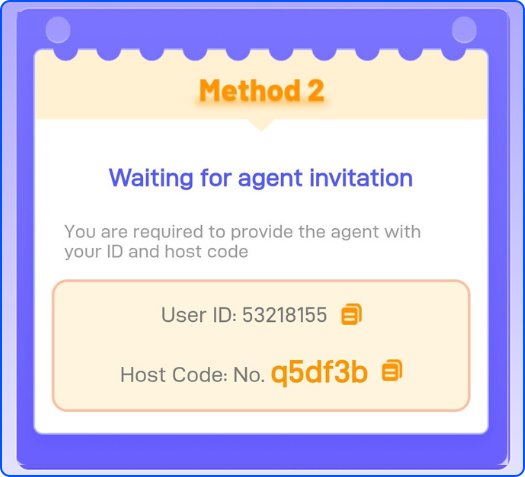 Method 2
Waiting for agent invitation
You are required to provide the agent with
your ID and host code
User ID: 53218155
Host Code: No. q5df3b